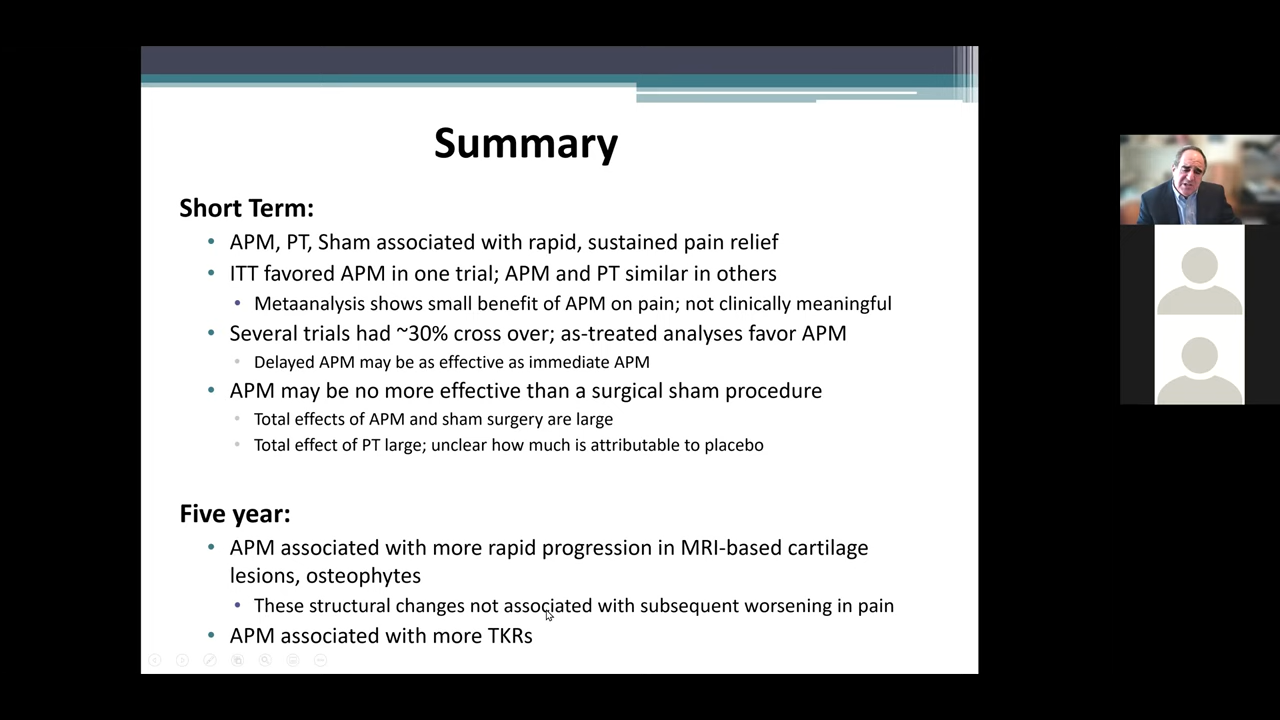 Summary
Short Term:
• APM, PT, Sham associated with rapid, sustained pain relief
• ITT favored APM in one trial; APM and PT similar in others
• Metaanalysis shows small benefit of APM on pain; not clinically meaningful
• Several trials had ~30% cross over; as-treated analyses favor APM
• Delayed APM may be as effective as immediate APM
• APM may be no more effective than a surgical sham procedure
• Total effects of APM and sham surgery are large
• Total effect of PT large; unclear how much is attributable to placebo
Five year:
• APM associated with more rapid progression in MRI-based cartilage
lesions, osteophytes
• These structural changes not associated with subsequent worsening in pain
• APM associated with more TKRs